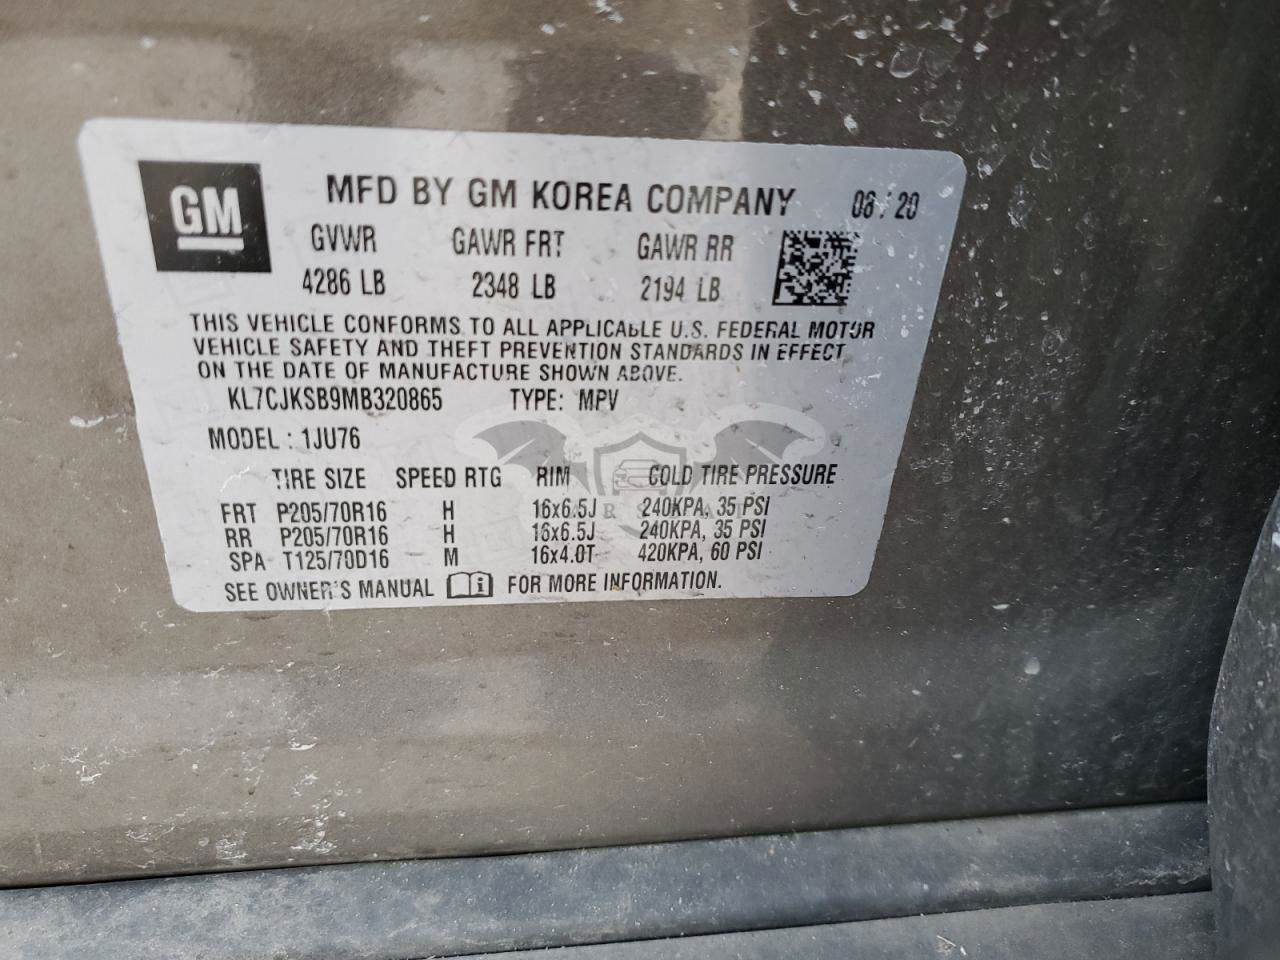 GM
MFD BY GM KOREA COMPANY 06/20
GVWR GAWR FRT GAWR RR
4286 LB 2348 LB 2194 LB
THIS VEHICLE CONFORMS TO ALL APPLICABLE U.S. FEDERAL MOTOR
VEHICLE SAFETY AND THEFT PREVENTION STANDARDS IN EFFECT
ON THE DATE OF MANUFACTURE SHOWN ABOVE.
KL7CJKSB9MB320865 TYPE: MPV
MODEL: 1JU76
TIRE SIZE SPEED RTG RIM COLD TIRE PRESSURE
FRT P205/70R16 H 16x6.5J 240KPA, 35 PSI
RR P205/70R16 H 16x6.5J 240KPA, 35 PSI
SPA T125/70D16 M 16x4.0T 420KPA, 60 PSI
SEE OWNER'S MANUAL FOR MORE INFORMATION.